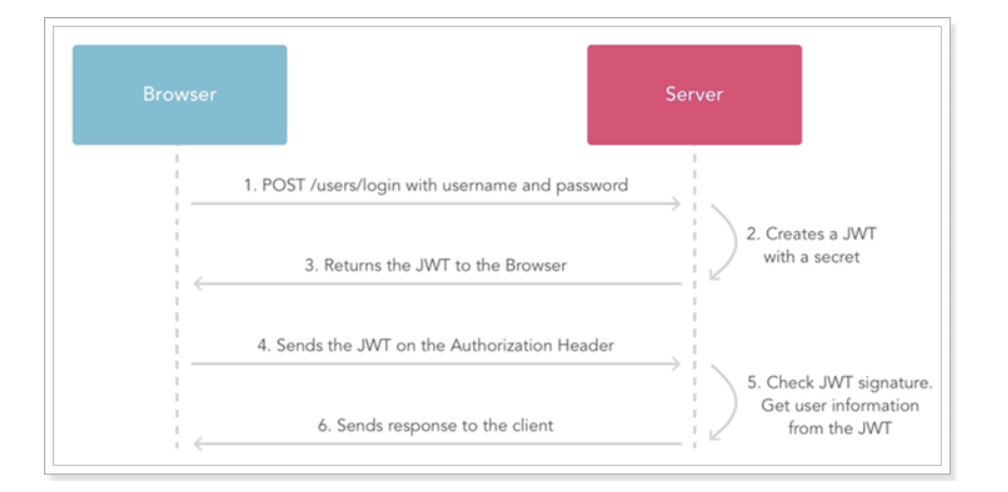 Browser
Server
1. POST /users/login with username and password
2. Creates a JWT
with a secret
3. Returns the JWT to the Browser
4. Sends the JWT on the Authorization Header
5. Check JWT signature.
Get user information
from the JWT
6. Sends response to the client